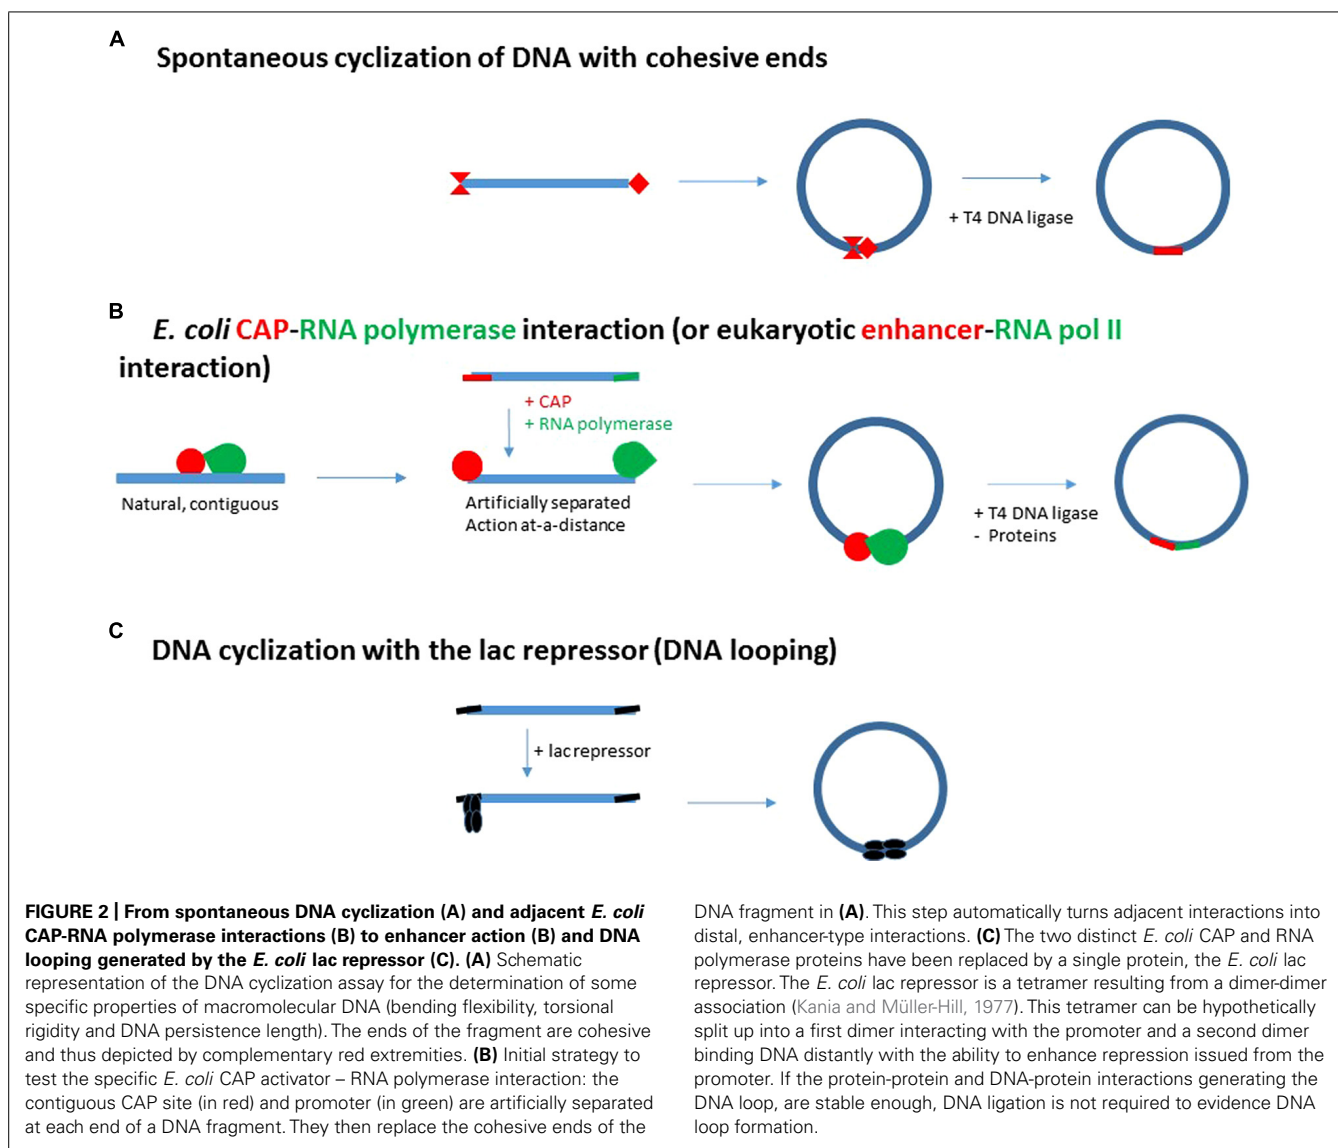 A
Spontaneous cyclization of DNA with cohesive ends
+ T4 DNA ligase
B
E. coli CAP-RNA polymerase interaction (or eukaryotic enhancer-RNA pol II
interaction)
+ CAP
+ RNA polymerase
Natural, contiguous
Artificially separated
Action at-a-distance
+ T4 DNA ligase
- Proteins
C
DNA cyclization with the lac repressor (DNA looping)
+ lac repressor
FIGURE 2 | From spontaneous DNA cyclization (A) and adjacent E. coli
CAP-RNA polymerase interactions (B) to enhancer action (B) and DNA
looping generated by the E. coli lac repressor (C). (A) Schematic
representation of the DNA cyclization assay for the determination of some
specific properties of macromolecular DNA (bending flexibility, torsional
rigidity and DNA persistence length). The ends of the fragment are cohesive
and thus depicted by complementary red extremities. (B) Initial strategy to
test the specific E. coli CAP activator – RNA polymerase interaction: the
contiguous CAP site (in red) and promoter (in green) are artificially separated
at each end of a DNA fragment. They then replace the cohesive ends of the
DNA fragment in (A). This step automatically turns adjacent interactions into
distal, enhancer-type interactions. (C) The two distinct E. coli CAP and RNA
polymerase proteins have been replaced by a single protein, the E. coli lac
repressor. The E. coli lac repressor is a tetramer resulting from a dimer-dimer
association (Kania and Müller-Hill, 1977). This tetramer can be hypothetically
split up into a first dimer interacting with the promoter and a second dimer
binding DNA distantly with the ability to enhance repression issued from the
promoter. If the protein-protein and DNA-protein interactions generating the
DNA loop, are stable enough, DNA ligation is not required to evidence DNA
loop formation.